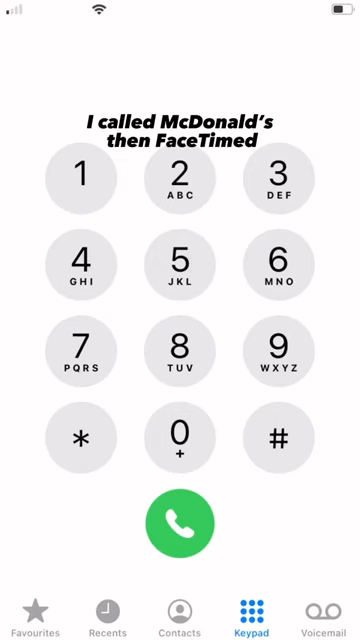 I called McDonald's
then FaceTimed
1
2
ABC
3
DEF
4
GHI
5
JKL
6
MNO
7
PQRS
8
TUV
9
WXYZ
*
0
+
#
Favourites
Recents
Contacts
Keypad
Voicemail